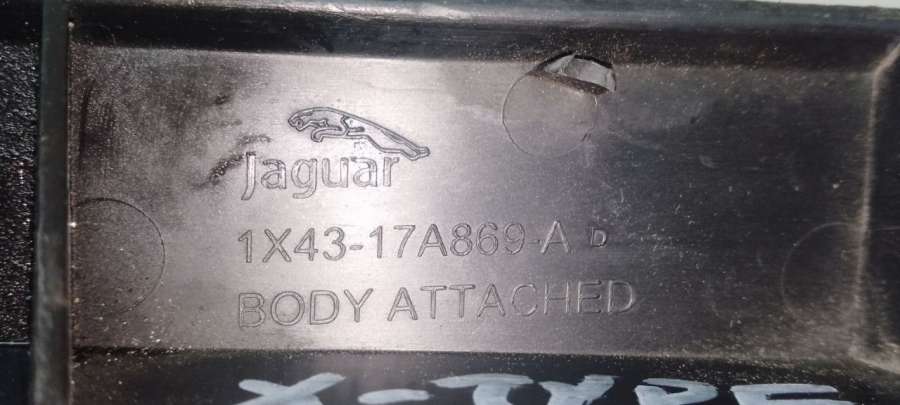 Jaguar
1X43-17A869-A D
BODY ATTACHED
X-TYPE